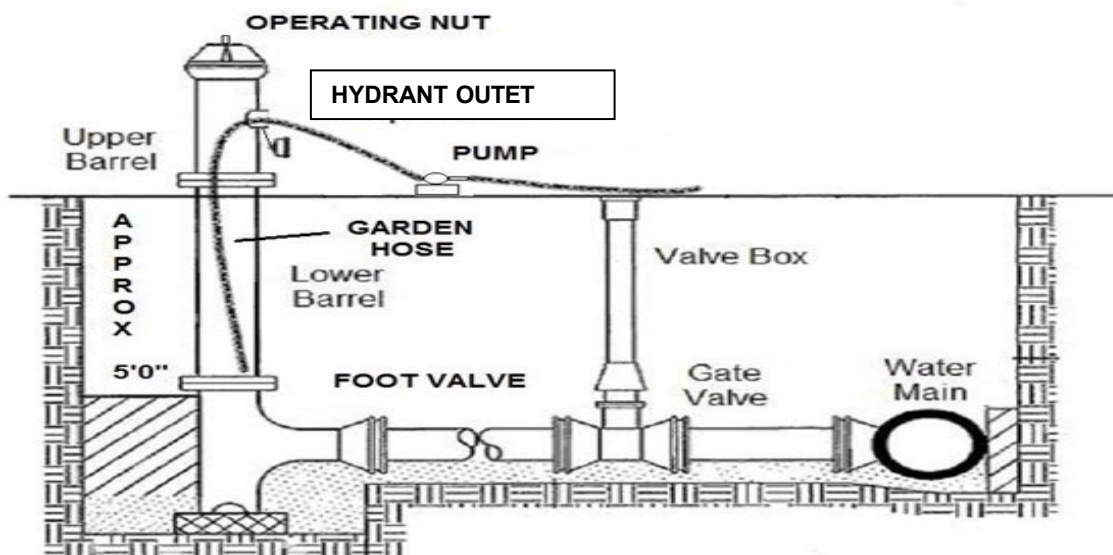 OPERATING NUT
HYDRANT OUTET
Upper
Barrel
PUMP
A
P
P
R
O
X
5'0"
GARDEN
HOSE
Lower
Barrel
Valve Box
FOOT VALVE
Gate
Valve
Water
Main